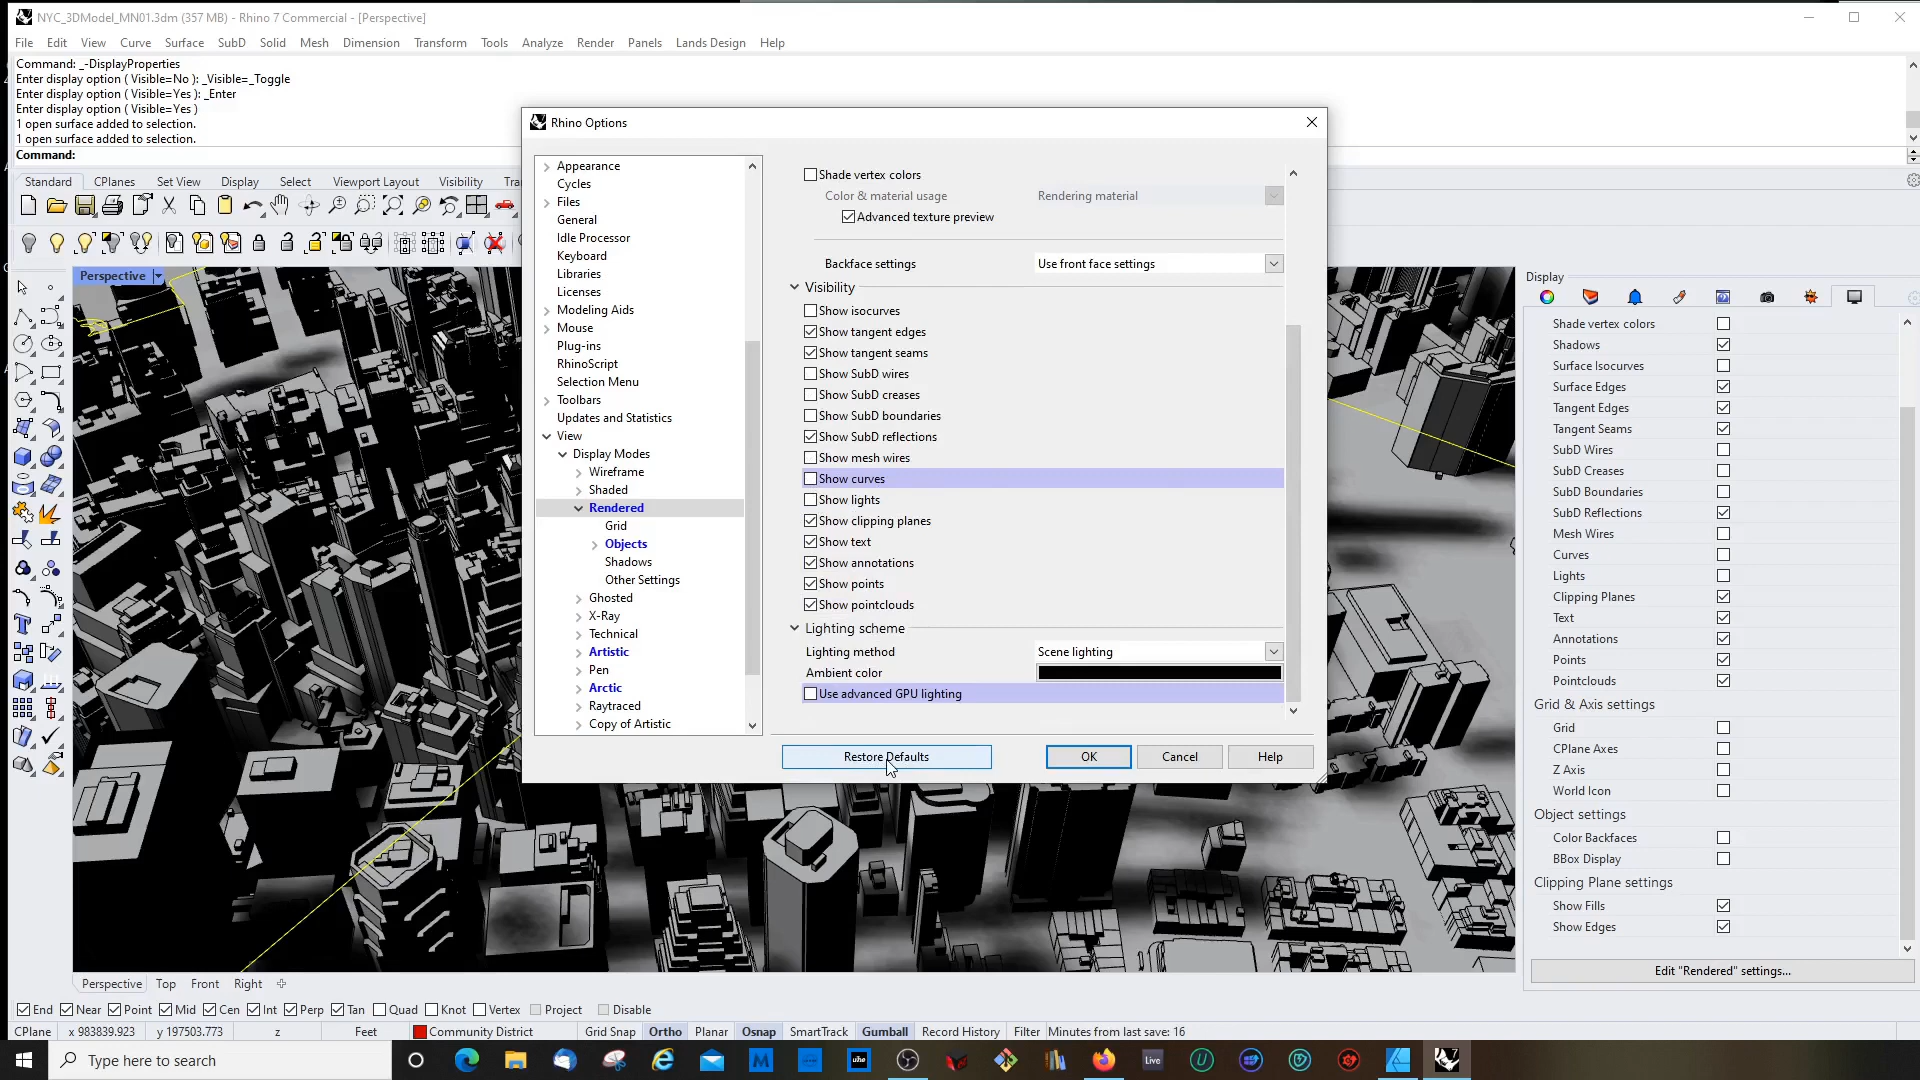 NYC_3DModel_MN01.3dm (357 MB) - Rhino 7 Commercial - [Perspective]
File Edit View Curve Surface SubD Solid Mesh Dimension Transform Tools Analyze Render Panels Lands Design Help
Command: _-DisplayProperties
Enter display option ( Visible=No ): _Visible=_Toggle
Enter display option ( Visible=Yes ): _Enter
Enter display option ( Visible=Yes )
1 open surface added to selection.
1 open surface added to selection.
Command:
Standard CPlanes Set View Display Select Viewport Layout Visibility
Perspective
Rhino Options
Appearance
Cycles
Files
General
Idle Processor
Keyboard
Libraries
Licenses
Modeling Aids
Mouse
Plug-ins
RhinoScript
Selection Menu
Toolbars
Updates and Statistics
View
Display Modes
Wireframe
Shaded
Rendered
Grid
Objects
Shadows
Other Settings
Ghosted
X-Ray
Technical
Artistic
Pen
Arctic
Raytraced
Copy of Artistic
Shade vertex colors
Color & material usage Rendering material
Advanced texture preview
Backface settings Use front face settings
Visibility
Show isocurves
Show tangent edges
Show tangent seams
Show SubD wires
Show SubD creases
Show SubD boundaries
Show SubD reflections
Show mesh wires
Show curves
Show lights
Show clipping planes
Show text
Show annotations
Show points
Show pointclouds
Lighting scheme
Lighting method Scene lighting
Ambient color
Use advanced GPU lighting
Restore Defaults OK Cancel Help
Display
Shade vertex colors
Shadows
Surface Isocurves
Surface Edges
Tangent Edges
Tangent Seams
SubD Wires
SubD Creases
SubD Boundaries
SubD Reflections
Mesh Wires
Curves
Lights
Clipping Planes
Text
Annotations
Points
Pointclouds
Grid & Axis settings
Grid
CPlane Axes
Z Axis
World Icon
Object settings
Color Backfaces
BBox Display
Clipping Plane settings
Show Fills
Show Edges
Edit "Rendered" settings...
Perspective Top Front Right
End Near Point Mid Cen Int Perp Tan Quad Knot Vertex Project Disable
CPlane x 983839.923 y 197503.773 z Feet Community District Grid Snap Ortho Planar Osnap SmartTrack Gumball Record History Filter Minutes from last save: 16
Type here to search
Live